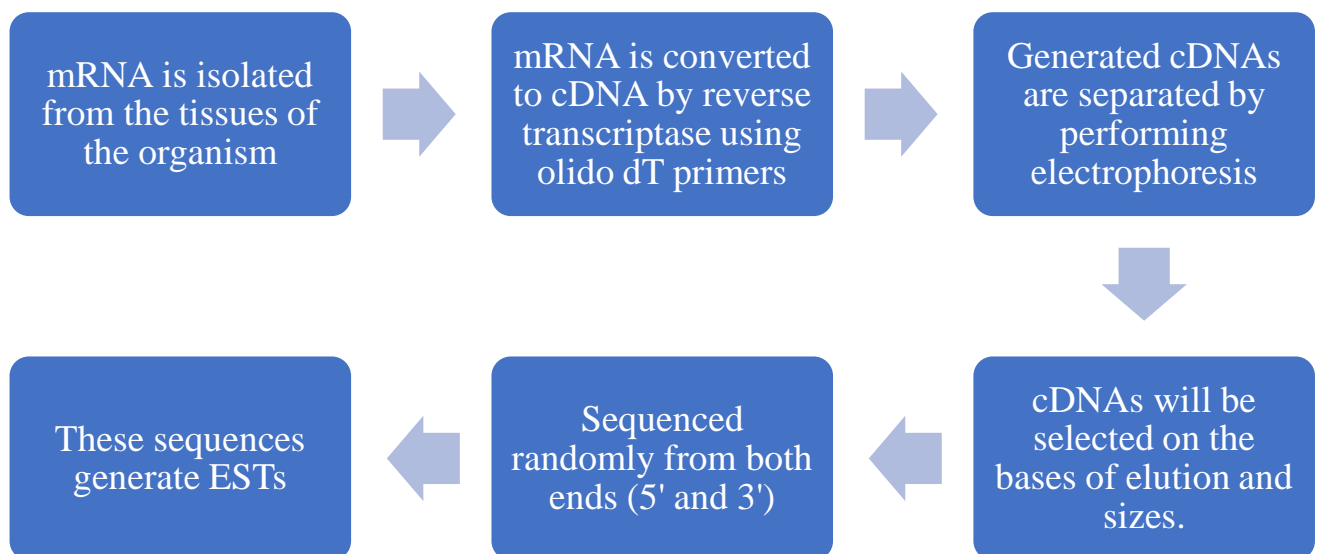 mRNA is isolated
from the tissues of
the organism
mRNA is converted
to cDNA by reverse
transcriptase using
olido dT primers
Generated cDNAs
are separated by
performing
electrophoresis
cDNAs will be
selected on the
bases of elution and
sizes.
Sequenced
randomly from both
ends (5' and 3')
These sequences
generate ESTs